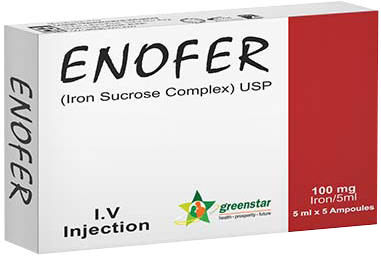 ENOFER
(Iron Sucrose Complex) USP
ENOFER
I.V
Injection
greenstar
health - prosperity - future
100 mg
Iron/5ml
5 ml x 5 Ampoules